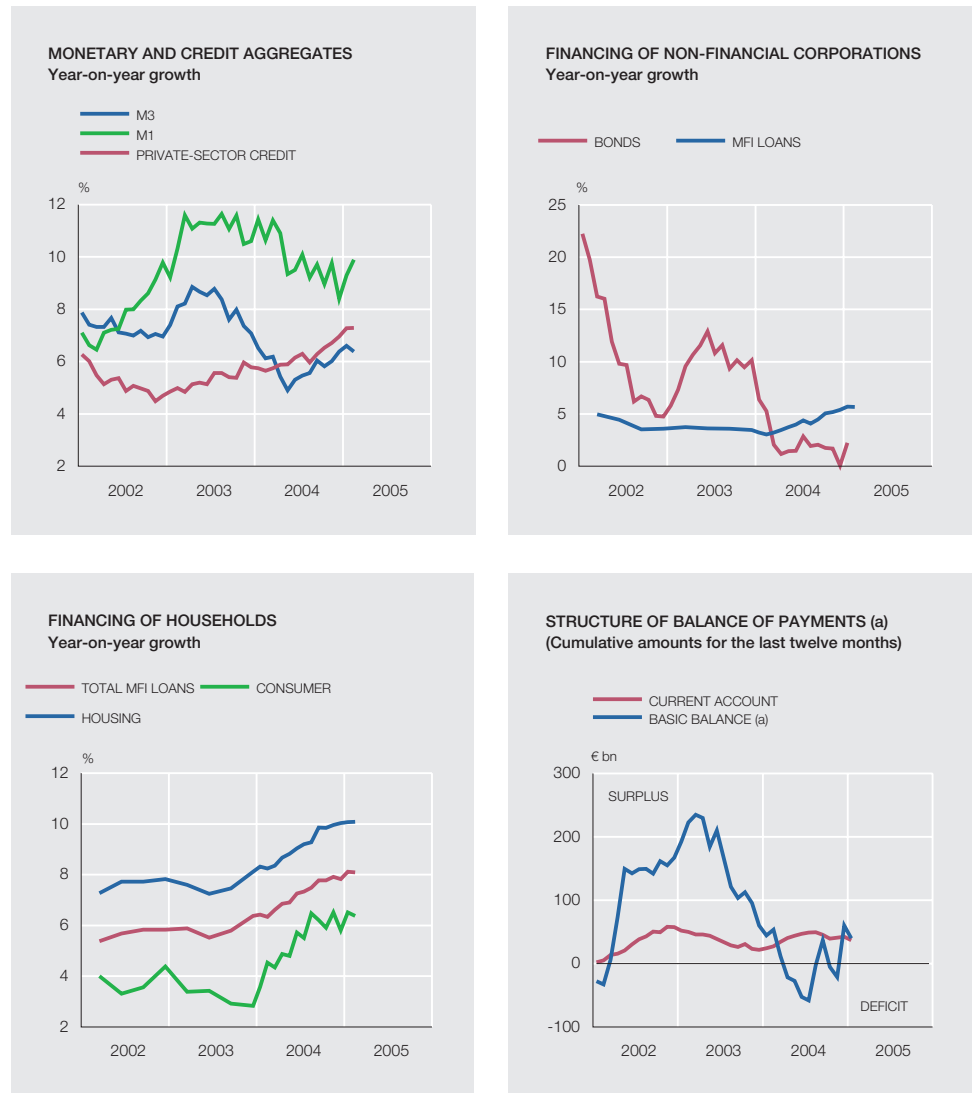 MONETARY AND CREDIT AGGREGATES
Year-on-year growth
M3
M1
PRIVATE-SECTOR CREDIT
%
12
10
8
6
4
2
2002 2003 2004 2005
FINANCING OF NON-FINANCIAL CORPORATIONS
Year-on-year growth
BONDS MFI LOANS
%
25
20
15
10
5
0
2002 2003 2004 2005
FINANCING OF HOUSEHOLDS
Year-on-year growth
TOTAL MFI LOANS CONSUMER
HOUSING
%
12
10
8
6
4
2
2002 2003 2004 2005
STRUCTURE OF BALANCE OF PAYMENTS (a)
(Cumulative amounts for the last twelve months)
CURRENT ACCOUNT
BASIC BALANCE (a)
€ bn
300
SURPLUS
200
100
0
DEFICIT
-100
2002 2003 2004 2005